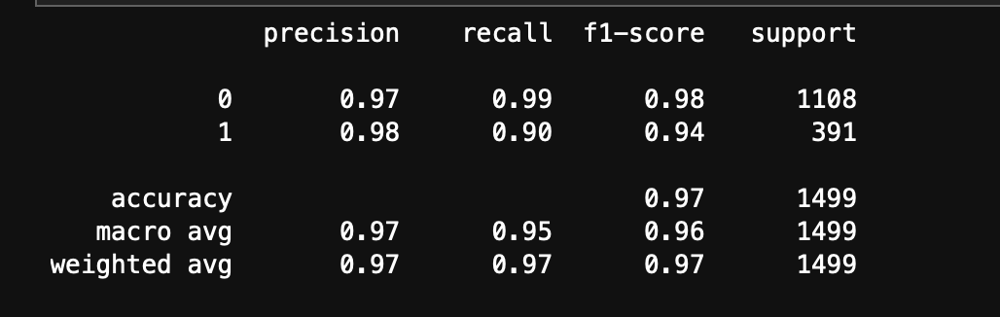 precision recall f1-score support
0 0.97 0.99 0.98 1108
1 0.98 0.90 0.94 391
accuracy 0.97 1499
macro avg 0.97 0.95 0.96 1499
weighted avg 0.97 0.97 0.97 1499